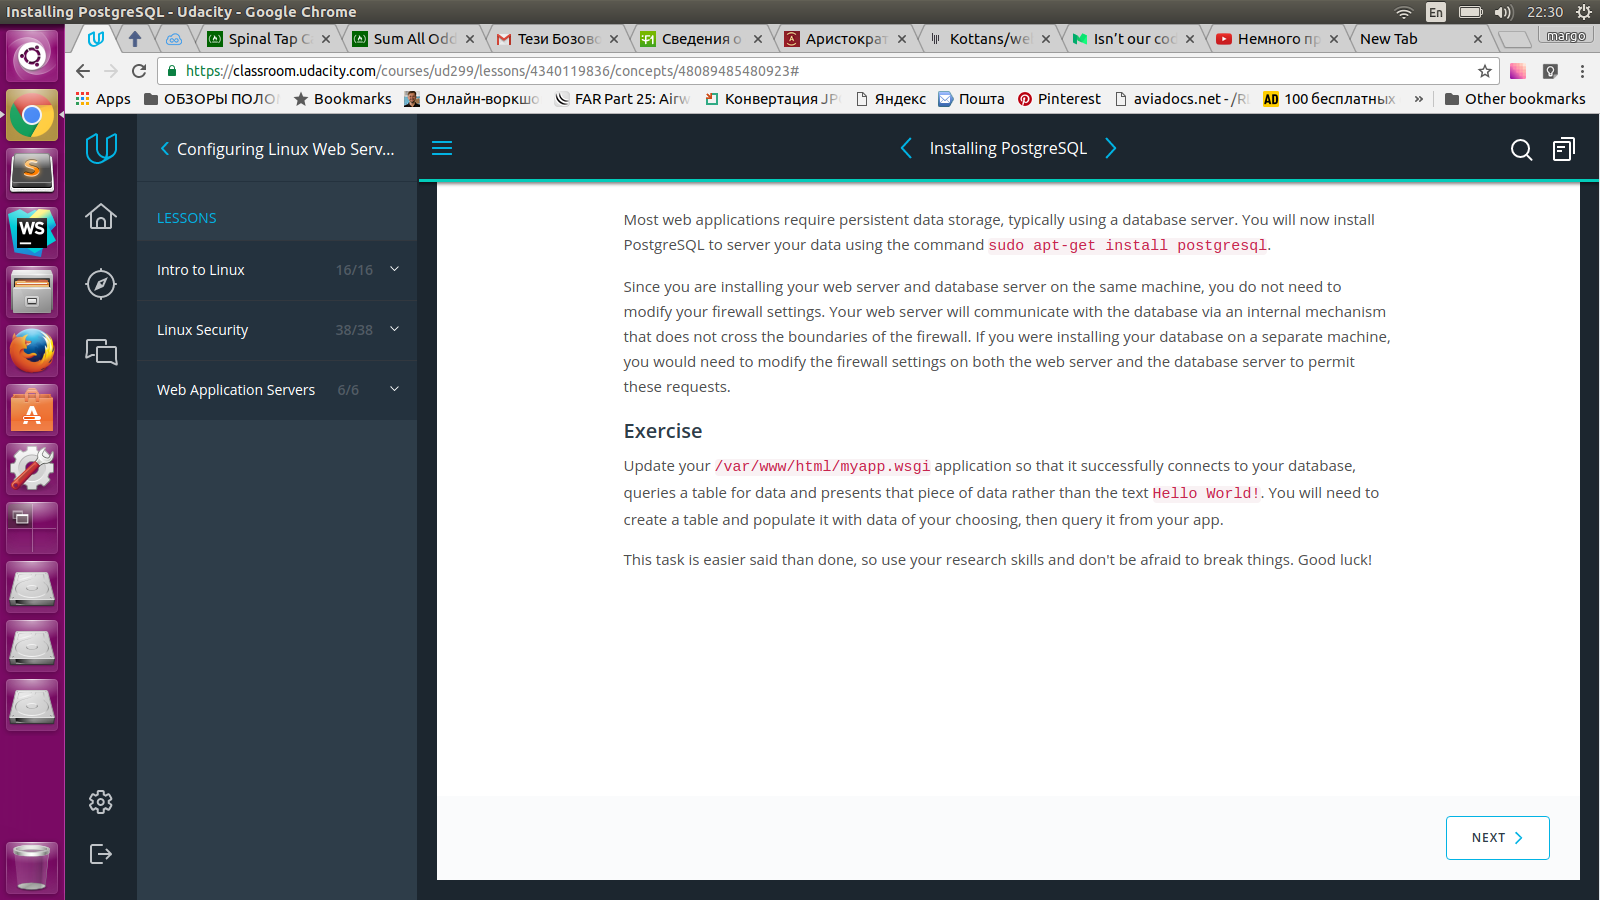 Installing PostgreSQL - Udacity - Google Chrome
En
22:30
Spinal Tap Ca
Sum All Odd
Тези Бозово
Сведения о
Аристократ
Kottans/we
Isn’t our cod
Немного пр
New Tab
margo
https://classroom.udacity.com/courses/ud299/lessons/4340119836/concepts/48089485480923#
Apps
ОБЗОРЫ ПОЛО
Bookmarks
Онлайн-воркшо
FAR Part 25: Airw
Конвертация JP
Яндекс
Пошта
Pinterest
aviadocs.net - /R
AD 100 бесплатных
»
Other bookmarks
Configuring Linux Web Serv...
Installing PostgreSQL
LESSONS
Intro to Linux 16/16
Linux Security 38/38
Web Application Servers 6/6
Most web applications require persistent data storage, typically using a database server. You will now install
PostgreSQL to server your data using the command sudo apt-get install postgresql.
Since you are installing your web server and database server on the same machine, you do not need to
modify your firewall settings. Your web server will communicate with the database via an internal mechanism
that does not cross the boundaries of the firewall. If you were installing your database on a separate machine,
you would need to modify the firewall settings on both the web server and the database server to permit
these requests.
Exercise
Update your /var/www/html/myapp.wsgi application so that it successfully connects to your database,
queries a table for data and presents that piece of data rather than the text Hello World!. You will need to
create a table and populate it with data of your choosing, then query it from your app.
This task is easier said than done, so use your research skills and don't be afraid to break things. Good luck!
NEXT
S
WS